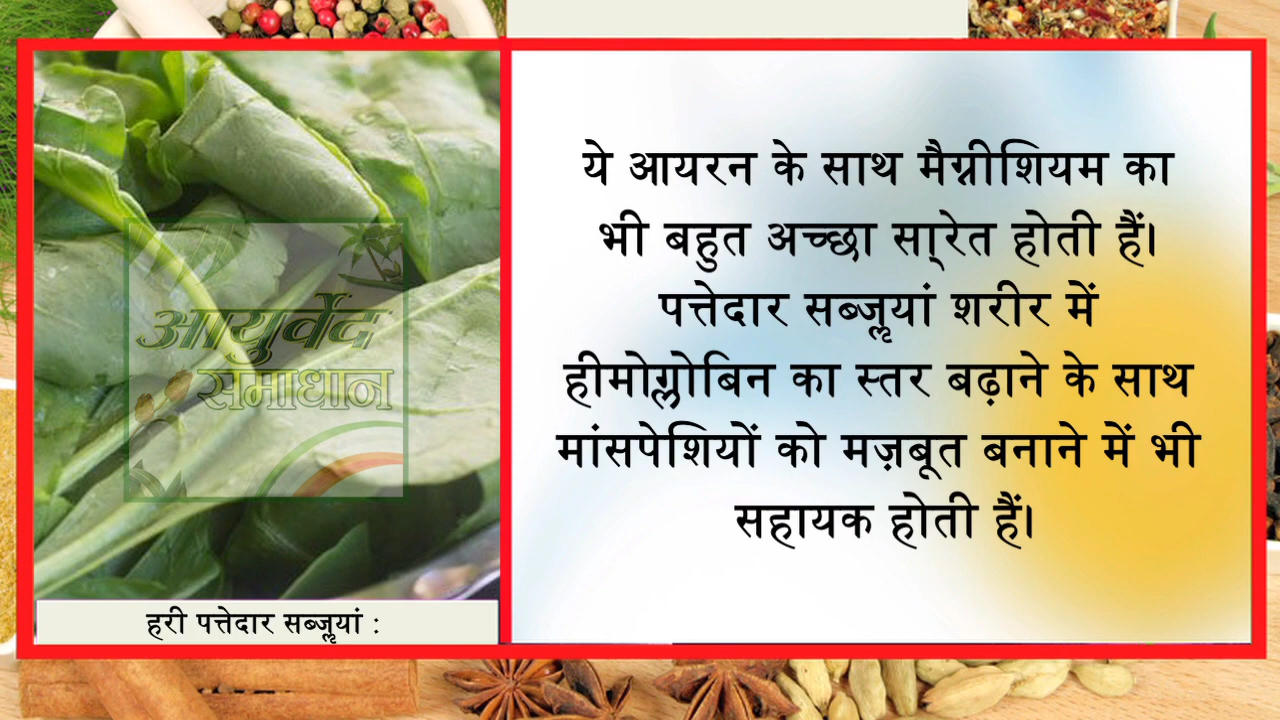 आयुर्वेद
समाधान
हरी पत्तेदार सब्ज़ॣयां :
ये आयरन के साथ मैग्नीशियम का
भी बहुत अच्छा सा्रेत होती हैं।
पत्तेदार सब्ज़ॣयां शरीर में
हीमोग्लोबिन का स्तर बढ़ाने के साथ
मांसपेशियों को मज़बूत बनाने में भी
सहायक होती हैं।